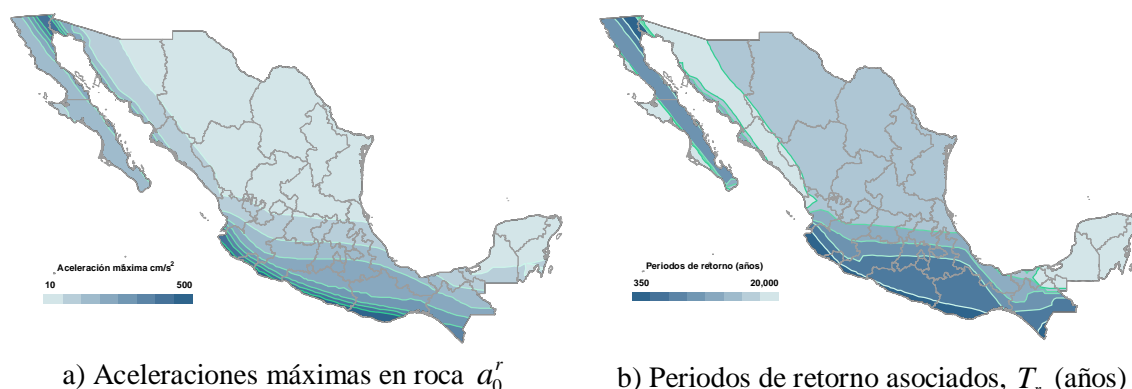 Aceleración máxima cm/s²
10 500
Periodos de retorno (años)
350 20,000
a) Aceleraciones máximas en roca a₀ʳ
b) Periodos de retorno asociados, Tᵣ (años)